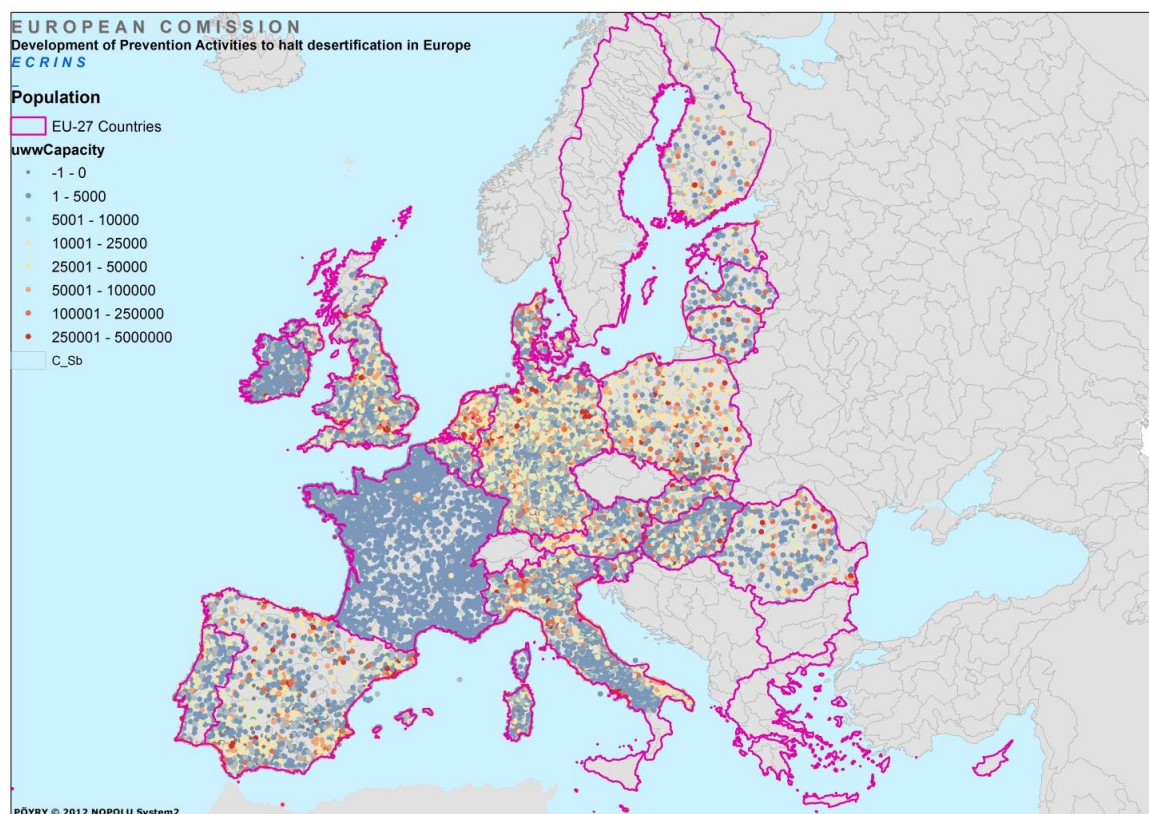 EUROPEAN COMISSION
Development of Prevention Activities to halt desertification in Europe
ECRINS
Population
EU-27 Countries
uwwCapacity
-1 - 0
1 - 5000
5001 - 10000
10001 - 25000
25001 - 50000
50001 - 100000
100001 - 250000
250001 - 5000000
C_Sb
PÖYRY © 2012 NOPOLU System2